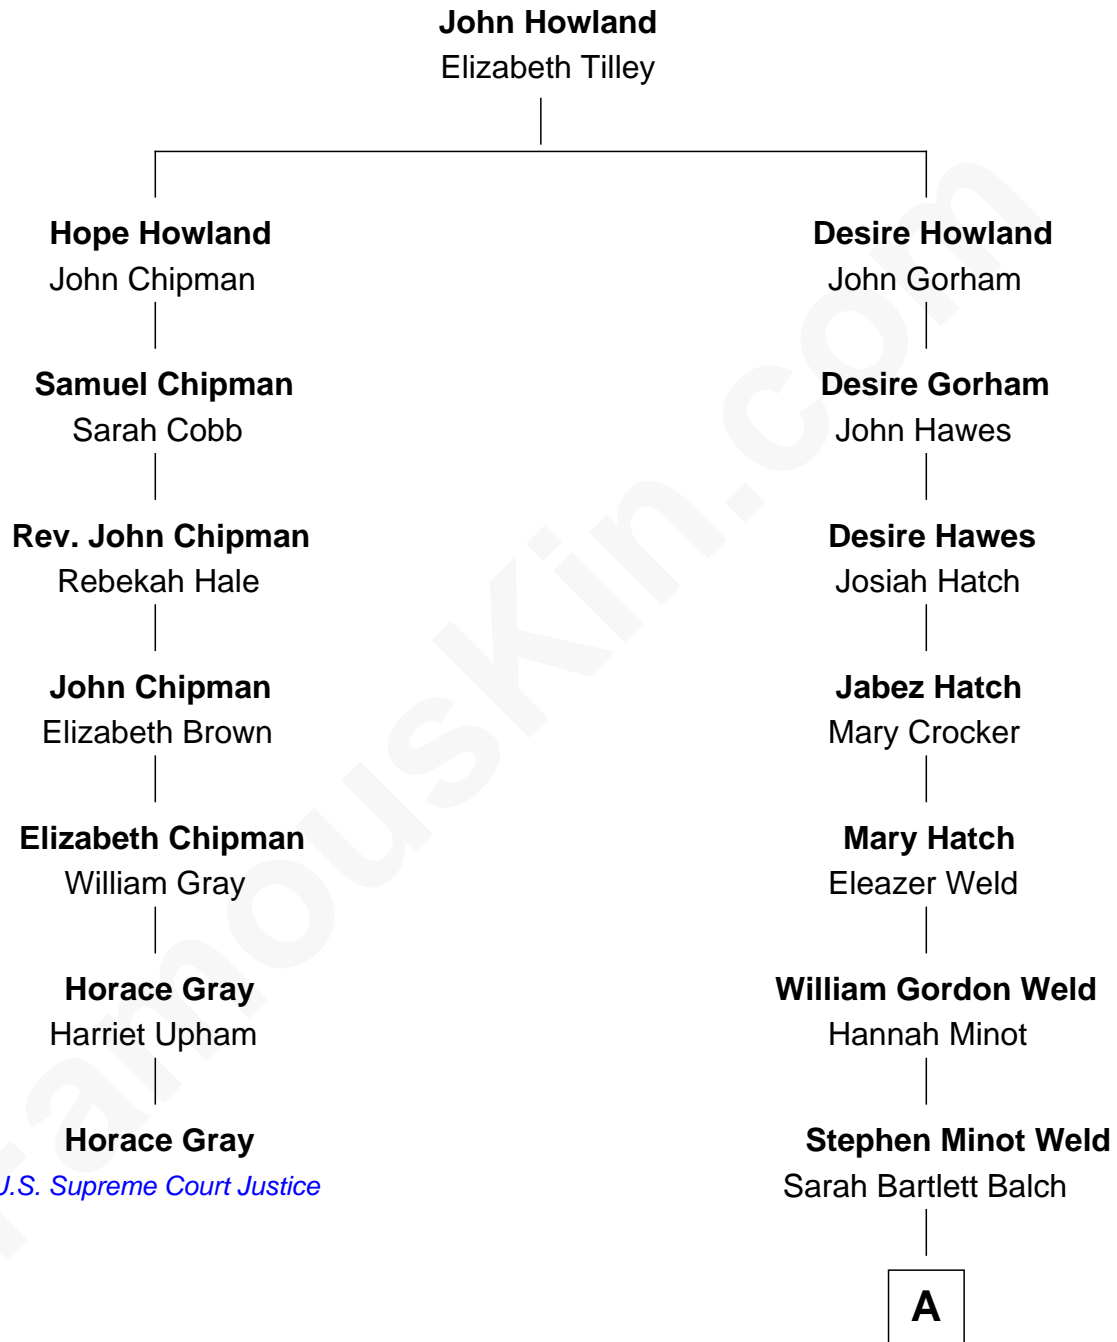 John Howland
Elizabeth Tilley
Hope Howland
John Chipman
Desire Howland
John Gorham
Samuel Chipman
Sarah Cobb
Desire Gorham
John Hawes
Rev. John Chipman
Rebekah Hale
Desire Hawes
Josiah Hatch
John Chipman
Elizabeth Brown
Jabez Hatch
Mary Crocker
Elizabeth Chipman
William Gray
Mary Hatch
Eleazer Weld
Horace Gray
Harriet Upham
William Gordon Weld
Hannah Minot
Horace Gray
U.S. Supreme Court Justice
Stephen Minot Weld
Sarah Bartlett Balch
A
FamousKin.com